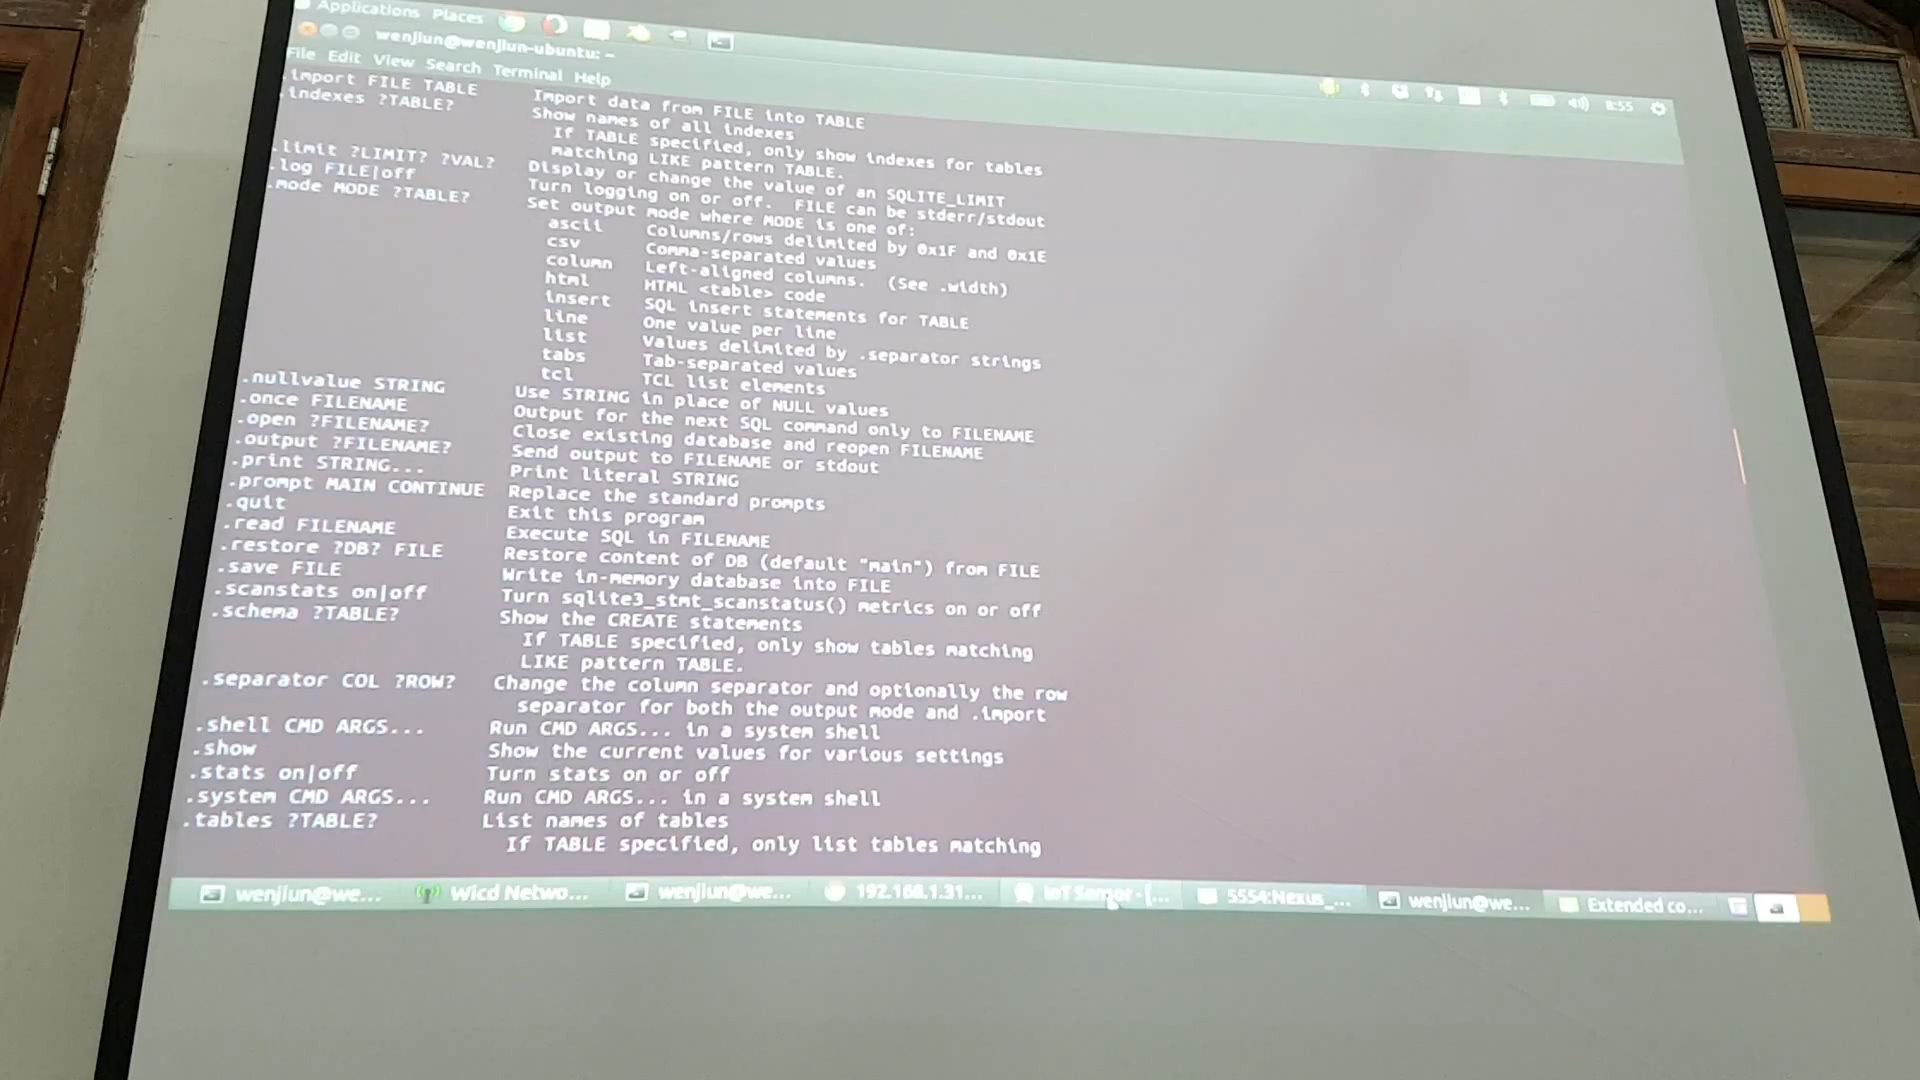 Applications Places
8:55
wenjiun@wenjiun-ubuntu: ~
File Edit View Search Terminal Help
.import FILE TABLE Import data from FILE into TABLE
.indexes ?TABLE? Show names of all indexes
If TABLE specified, only show indexes for tables
matching LIKE pattern TABLE.
.limit ?LIMIT? ?VAL? Display or change the value of an SQLITE_LIMIT
.log FILE|off Turn logging on or off. FILE can be stderr/stdout
.mode MODE ?TABLE? Set output mode where MODE is one of:
ascii Columns/rows delimited by 0x1F and 0x1E
csv Comma-separated values
column Left-aligned columns. (See .width)
html HTML <table> code
insert SQL insert statements for TABLE
line One value per line
list Values delimited by .separator strings
tabs Tab-separated values
tcl TCL list elements
.nullvalue STRING Use STRING in place of NULL values
.once FILENAME Output for the next SQL command only to FILENAME
.open ?FILENAME? Close existing database and reopen FILENAME
.output ?FILENAME? Send output to FILENAME or stdout
.print STRING... Print literal STRING
.prompt MAIN CONTINUE Replace the standard prompts
.quit Exit this program
.read FILENAME Execute SQL in FILENAME
.restore ?DB? FILE Restore content of DB (default "main") from FILE
.save FILE Write in-memory database into FILE
.scanstats on|off Turn sqlite3_stmt_scanstatus() metrics on or off
.schema ?TABLE? Show the CREATE statements
If TABLE specified, only show tables matching
LIKE pattern TABLE.
.separator COL ?ROW? Change the column separator and optionally the row
separator for both the output mode and .import
.shell CMD ARGS... Run CMD ARGS... in a system shell
.show Show the current values for various settings
.stats on|off Turn stats on or off
.system CMD ARGS... Run CMD ARGS... in a system shell
.tables ?TABLE? List names of tables
If TABLE specified, only list tables matching
wenjiun@we... Wicd Netwo... wenjiun@we... 192.168.1.31... IoT Sensor - [... 5554:Nexus_... wenjiun@we... Extended co...